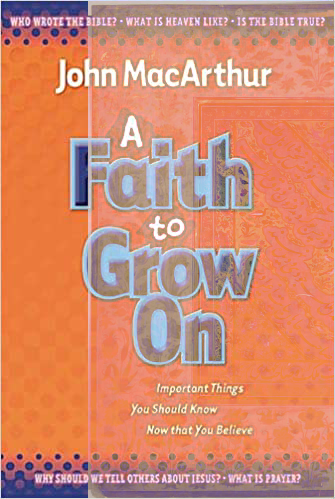 WHO WROTE THE BIBLE? • WHAT IS HEAVEN LIKE? • IS THE BIBLE TRUE?
John MacArthur
A
Faith
to
Grow
On
Important Things
You Should Know
Now that You Believe
WHY SHOULD WE TELL OTHERS ABOUT JESUS? • WHAT IS PRAYER?